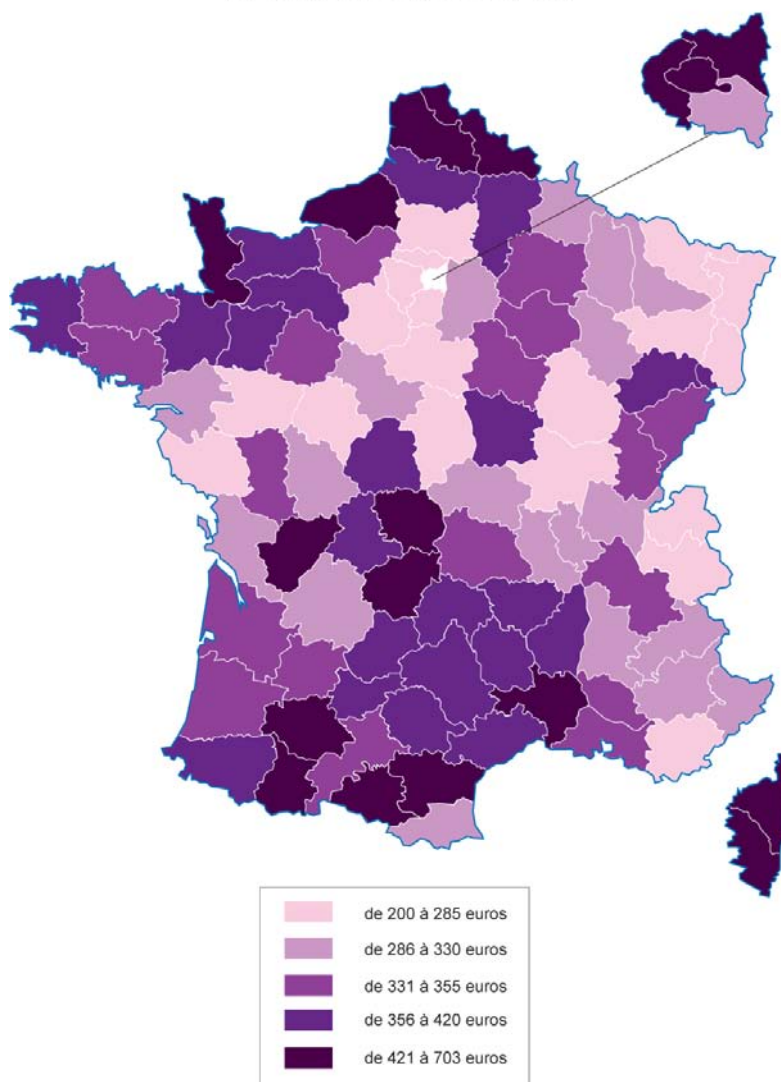 de 200 à 285 euros
de 286 à 330 euros
de 331 à 355 euros
de 356 à 420 euros
de 421 à 703 euros